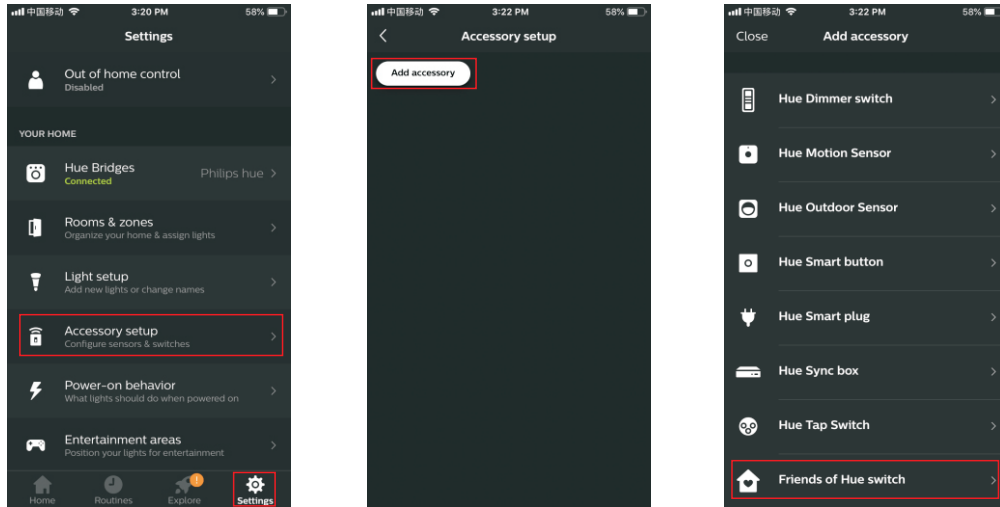 中国移动 3:20 PM 58%
Settings
Out of home control
Disabled
YOUR HOME
Hue Bridges
Connected
Philips hue
Rooms & zones
Organize your home & assign lights
Light setup
Add new lights or change names
Accessory setup
Configure sensors & switches
Power-on behavior
What lights should do when powered on
Entertainment areas
Position your lights for entertainment
Home Routines Explore Settings
中国移动 3:22 PM 58%
Accessory setup
Add accessory
中国移动 3:22 PM 58%
Close Add accessory
Hue Dimmer switch
Hue Motion Sensor
Hue Outdoor Sensor
Hue Smart button
Hue Smart plug
Hue Sync box
Hue Tap Switch
Friends of Hue switch